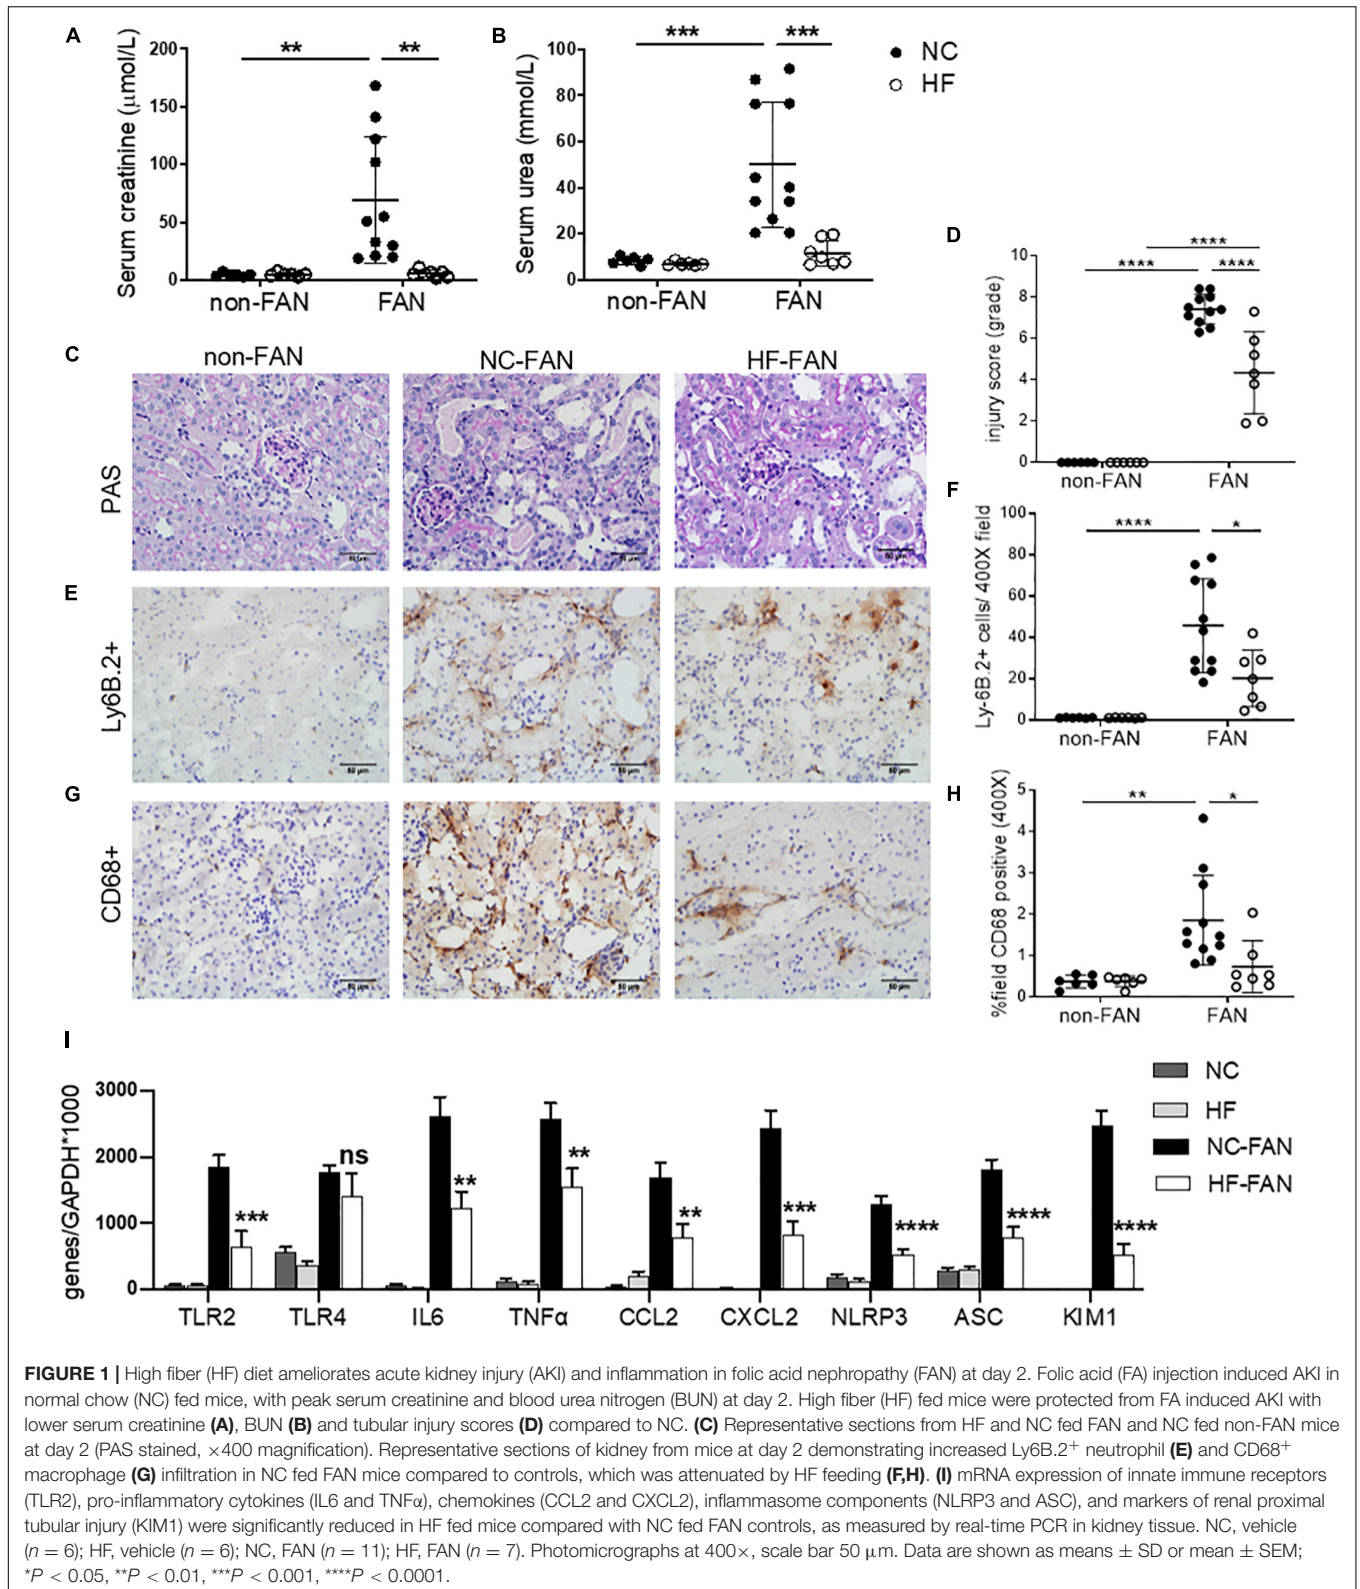 A
200
150
100
50
0
Serum creatinine (μmol/L)
**
**
non-FAN
FAN
B
100
80
60
40
20
0
Serum urea (mmol/L)
***
***
non-FAN
FAN
NC
HF
C
non-FAN
NC-FAN
HF-FAN
PAS
50 μm
D
10
8
6
4
2
0
injury score (grade)
****
****
****
non-FAN
FAN
E
Ly6B.2+
50 μm
50 μm
50 μm
F
100
80
60
40
20
0
Ly-6B.2+ cells/ 400X field
****
*
non-FAN
FAN
G
CD68+
50 μm
50 μm
50 μm
H
5
4
3
2
1
0
%field CD68 positive (400X)
**
*
non-FAN
FAN
I
3000
2000
1000
0
genes/GAPDH*1000
***
ns
**
**
**
***
****
****
****
TLR2 TLR4 IL6 TNFα CCL2 CXCL2 NLRP3 ASC KIM1
NC
HF
NC-FAN
HF-FAN
FIGURE 1 | High fiber (HF) diet ameliorates acute kidney injury (AKI) and inflammation in folic acid nephropathy (FAN) at day 2. Folic acid (FA) injection induced AKI in
normal chow (NC) fed mice, with peak serum creatinine and blood urea nitrogen (BUN) at day 2. High fiber (HF) fed mice were protected from FA induced AKI with
lower serum creatinine (A), BUN (B) and tubular injury scores (D) compared to NC. (C) Representative sections from HF and NC fed FAN and NC fed non-FAN mice
at day 2 (PAS stained, ×400 magnification). Representative sections of kidney from mice at day 2 demonstrating increased Ly6B.2+ neutrophil (E) and CD68+
macrophage (G) infiltration in NC fed FAN mice compared to controls, which was attenuated by HF feeding (F,H). (I) mRNA expression of innate immune receptors
(TLR2), pro-inflammatory cytokines (IL6 and TNFα), chemokines (CCL2 and CXCL2), inflammasome components (NLRP3 and ASC), and markers of renal proximal
tubular injury (KIM1) were significantly reduced in HF fed mice compared with NC fed FAN controls, as measured by real-time PCR in kidney tissue. NC, vehicle
(n = 6); HF, vehicle (n = 6); NC, FAN (n = 11); HF, FAN (n = 7). Photomicrographs at 400×, scale bar 50 μm. Data are shown as means ± SD or mean ± SEM;
*P < 0.05, **P < 0.01, ***P < 0.001, ****P < 0.0001.